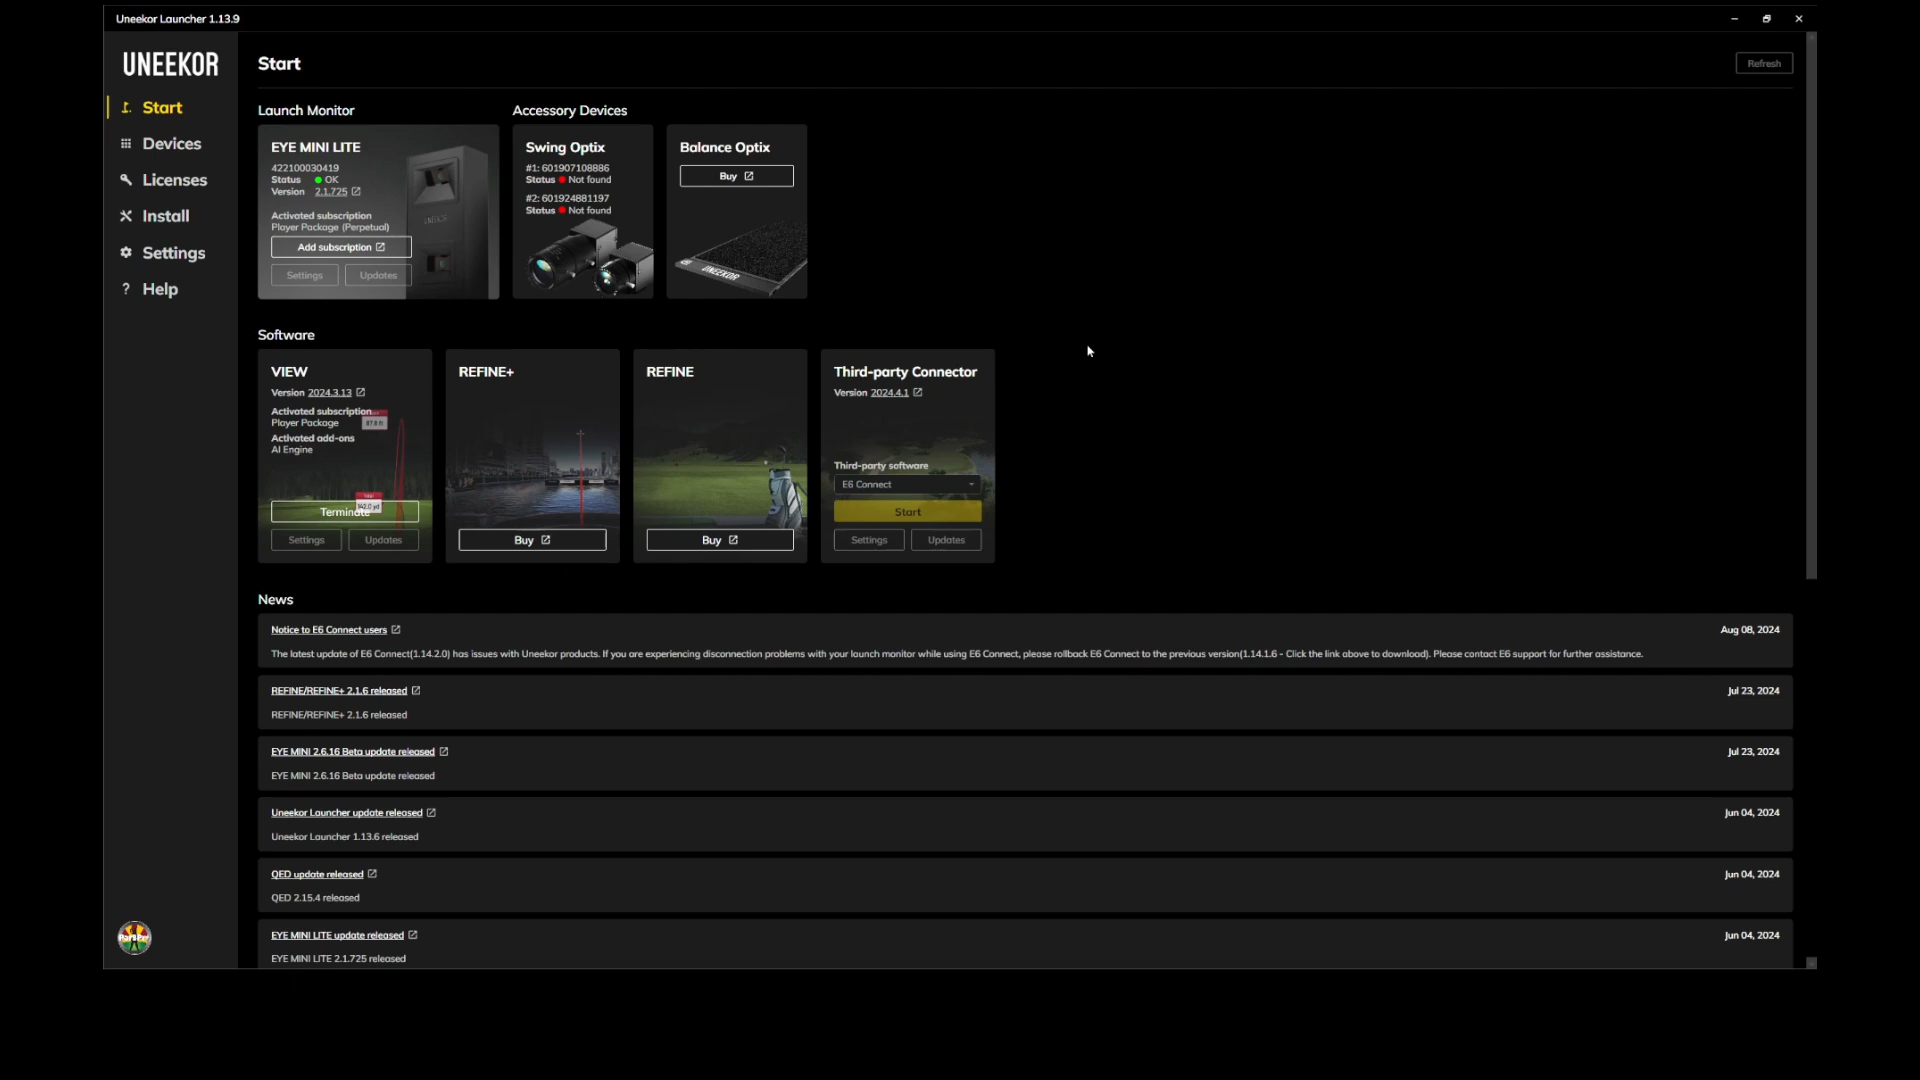 Uneekor Launcher 1.13.9
UNEEKOR
Start
Devices
Licenses
Install
Settings
? Help
Start
Refresh
Launch Monitor
EYE MINI LITE
422100030419
Status OK
Version 2.1.725
Activated subscription
Player Package (Perpetual)
Add subscription
Settings Updates
UNEEKOR
Accessory Devices
Swing Optix
#1: 601907108886
Status Not found
#2: 601924881197
Status Not found
Balance Optix
Buy
UNEEKOR
Software
VIEW
Version 2024.3.13
Activated subscription
Player Package
87.8 ft
Activated add-ons
AI Engine
Terminate
142.0 yd
Settings Updates
REFINE+
Buy
REFINE
Buy
Third-party Connector
Version 2024.4.1
Third-party software
E6 Connect
Start
Settings Updates
News
Notice to E6 Connect users Aug 08, 2024
The latest update of E6 Connect(1.14.2.0) has issues with Uneekor products. If you are experiencing disconnection problems with your launch monitor while using E6 Connect, please rollback E6 Connect to the previous version(1.14.1.6 - Click the link above to download). Please contact E6 support for further assistance.
REFINE/REFINE+ 2.1.6 released Jul 23, 2024
REFINE/REFINE+ 2.1.6 released
EYE MINI 2.6.16 Beta update released Jul 23, 2024
EYE MINI 2.6.16 Beta update released
Uneekor Launcher update released Jun 04, 2024
Uneekor Launcher 1.13.6 released
QED update released Jun 04, 2024
QED 2.15.4 released
EYE MINI LITE update released Jun 04, 2024
EYE MINI LITE 2.1.725 released